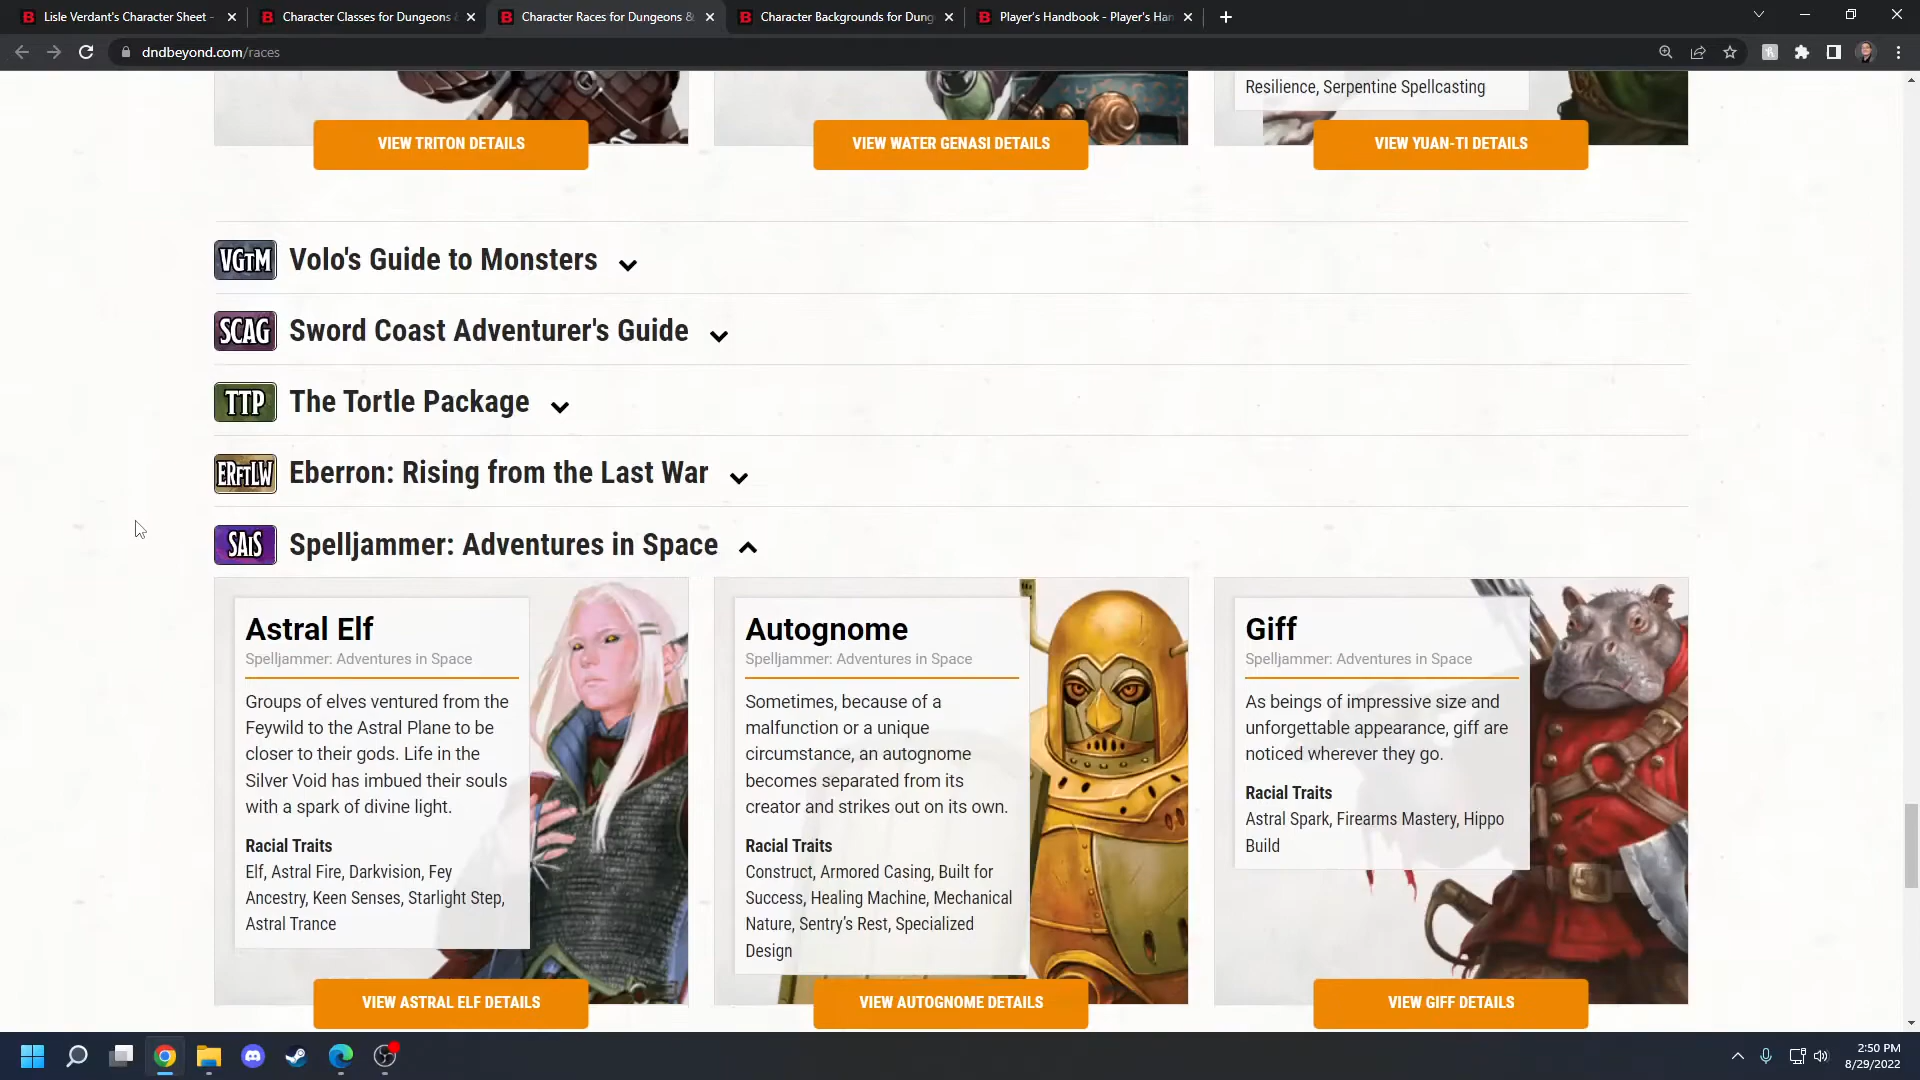 Lisle Verdant's Character Sheet -
Character Classes for Dungeons &
Character Races for Dungeons &
Character Backgrounds for Dung
Player's Handbook - Player's Han
dndbeyond.com/races
Resilience, Serpentine Spellcasting
VIEW TRITON DETAILS
VIEW WATER GENASI DETAILS
VIEW YUAN-TI DETAILS
VGTM Volo's Guide to Monsters
SCAG Sword Coast Adventurer's Guide
TTP The Tortle Package
ERFTLW Eberron: Rising from the Last War
SAIS Spelljammer: Adventures in Space
Astral Elf
Spelljammer: Adventures in Space
Groups of elves ventured from the
Feywild to the Astral Plane to be
closer to their gods. Life in the
Silver Void has imbued their souls
with a spark of divine light.
Racial Traits
Elf, Astral Fire, Darkvision, Fey
Ancestry, Keen Senses, Starlight Step,
Astral Trance
VIEW ASTRAL ELF DETAILS
Autognome
Spelljammer: Adventures in Space
Sometimes, because of a
malfunction or a unique
circumstance, an autognome
becomes separated from its
creator and strikes out on its own.
Racial Traits
Construct, Armored Casing, Built for
Success, Healing Machine, Mechanical
Nature, Sentry's Rest, Specialized
Design
VIEW AUTOGNOME DETAILS
Giff
Spelljammer: Adventures in Space
As beings of impressive size and
unforgettable appearance, giff are
noticed wherever they go.
Racial Traits
Astral Spark, Firearms Mastery, Hippo
Build
VIEW GIFF DETAILS
2:50 PM
8/29/2022